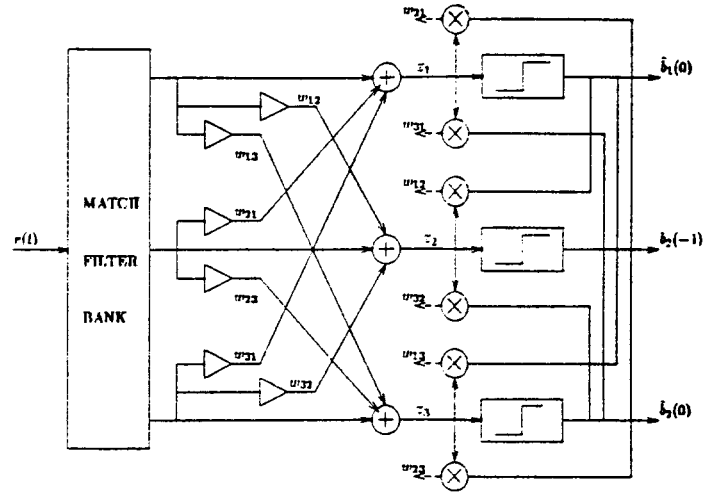 w21
z1
b̂1(0)
w12
w31
w13
w12
MATCH
w21
r(t)
z2
b̂2(-1)
FILTER
w23
w32
BANK
w31
w13
w32
z3
b̂3(0)
w23